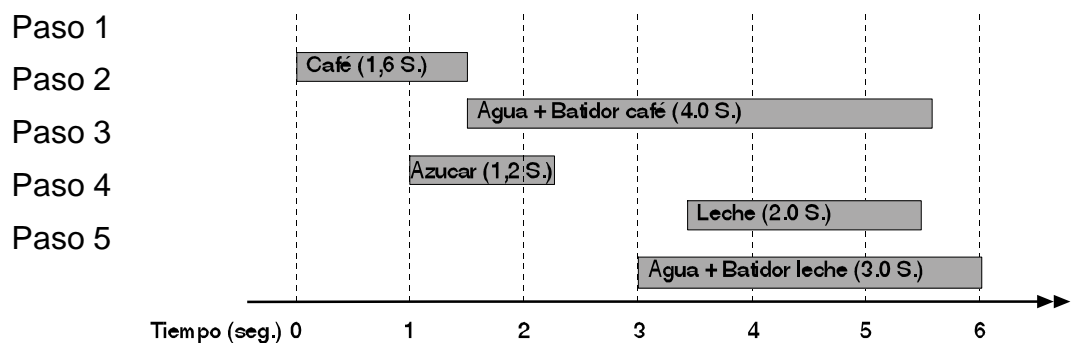 Paso 1
Café (1,6 S.)
Paso 2
Agua + Batidor café (4.0 S.)
Paso 3
Azucar (1,2 S.)
Paso 4
Leche (2.0 S.)
Paso 5
Agua + Batidor leche (3.0 S.)
Tiempo (seg.) 0 1 2 3 4 5 6